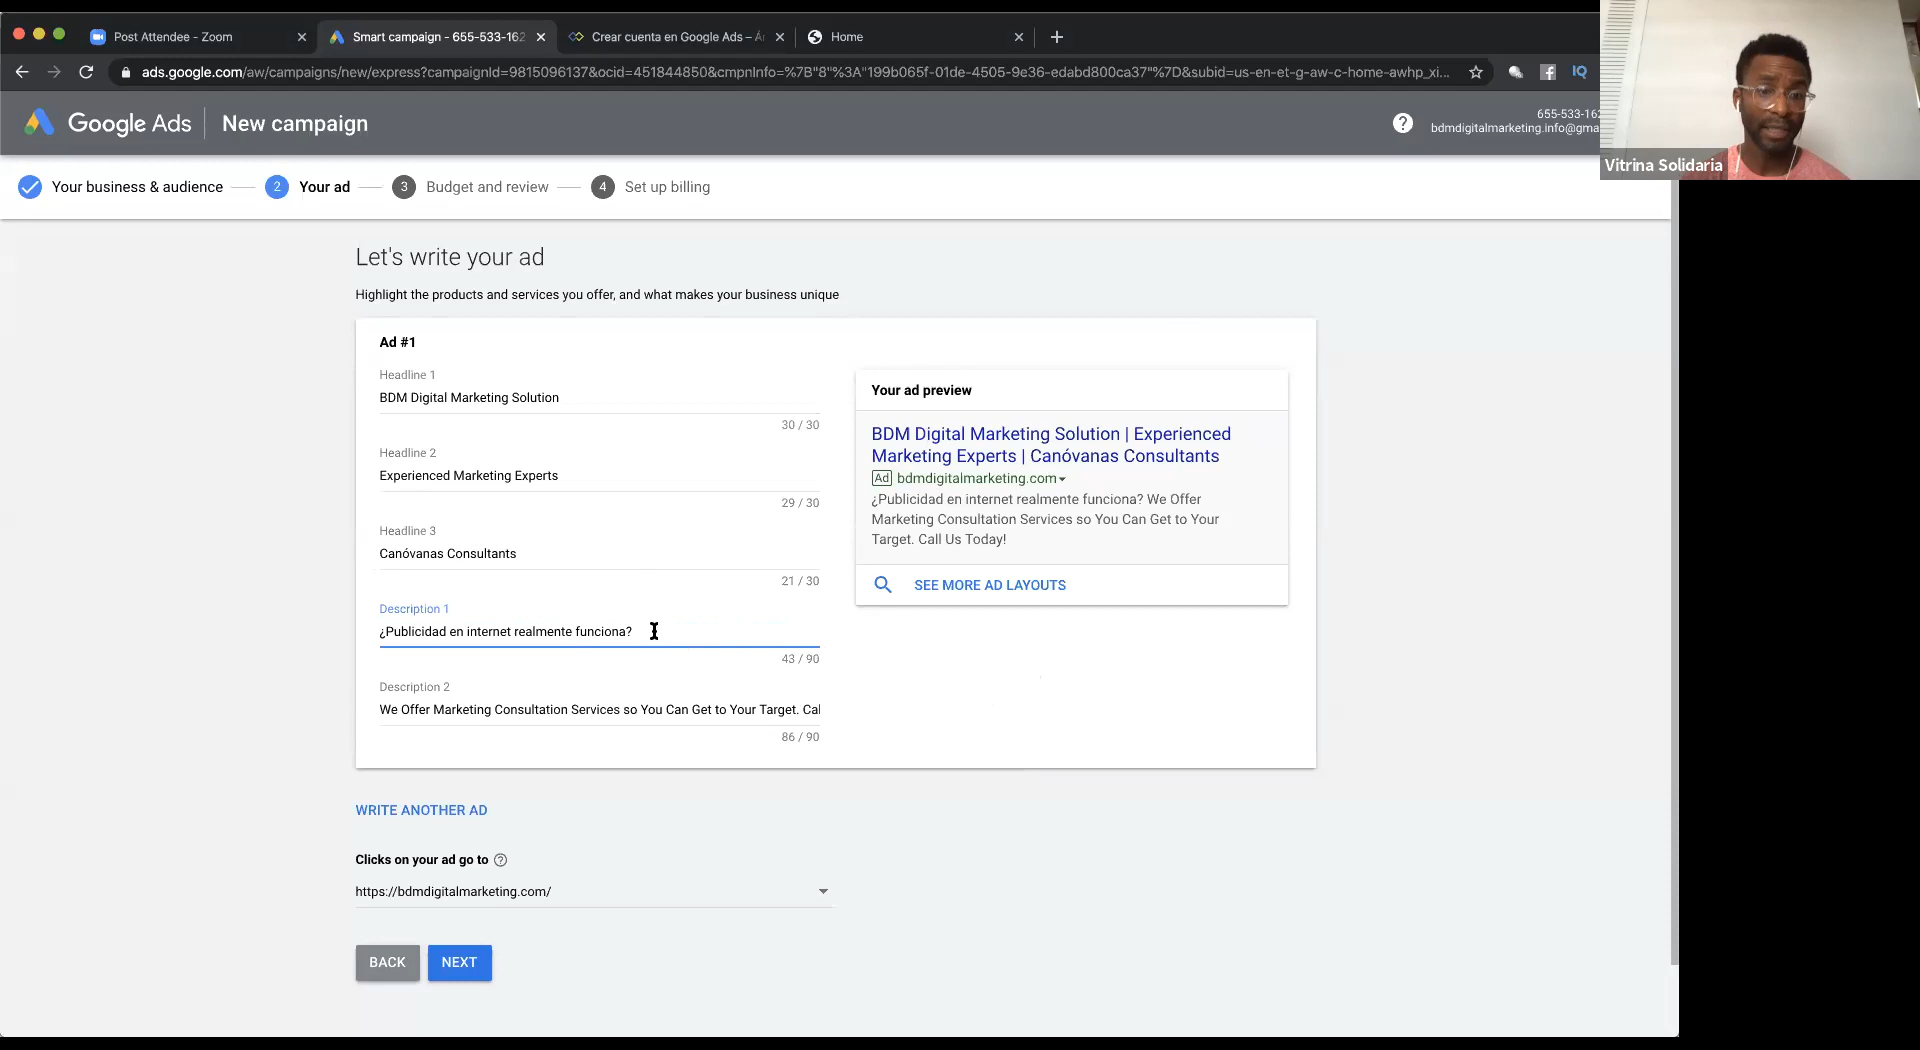 Post Attendee - Zoom
Smart campaign - 655-533-162
Crear cuenta en Google Ads –
Home
ads.google.com/aw/campaigns/new/express?campaignId=9815096137&ocid=451844850&cmpnInfo=%7B"8"%3A"199b065f-01de-4505-9e36-edabd800ca37"%7D&subid=us-en-et-g-aw-c-home-awhp_xi...
IQ
Google Ads
New campaign
?
655-533-162
bdmdigitalmarketing.info@gma
Vitrina Solidaria
Your business & audience
2 Your ad
3 Budget and review
4 Set up billing
Let's write your ad
Highlight the products and services you offer, and what makes your business unique
Ad #1
Headline 1
BDM Digital Marketing Solution
30 / 30
Headline 2
Experienced Marketing Experts
29 / 30
Headline 3
Canóvanas Consultants
21 / 30
Description 1
¿Publicidad en internet realmente funciona?
43 / 90
Description 2
We Offer Marketing Consultation Services so You Can Get to Your Target. Cal
86 / 90
Your ad preview
BDM Digital Marketing Solution | Experienced
Marketing Experts | Canóvanas Consultants
Ad bdmdigitalmarketing.com
¿Publicidad en internet realmente funciona? We Offer
Marketing Consultation Services so You Can Get to Your
Target. Call Us Today!
SEE MORE AD LAYOUTS
WRITE ANOTHER AD
Clicks on your ad go to ?
https://bdmdigitalmarketing.com/
BACK
NEXT